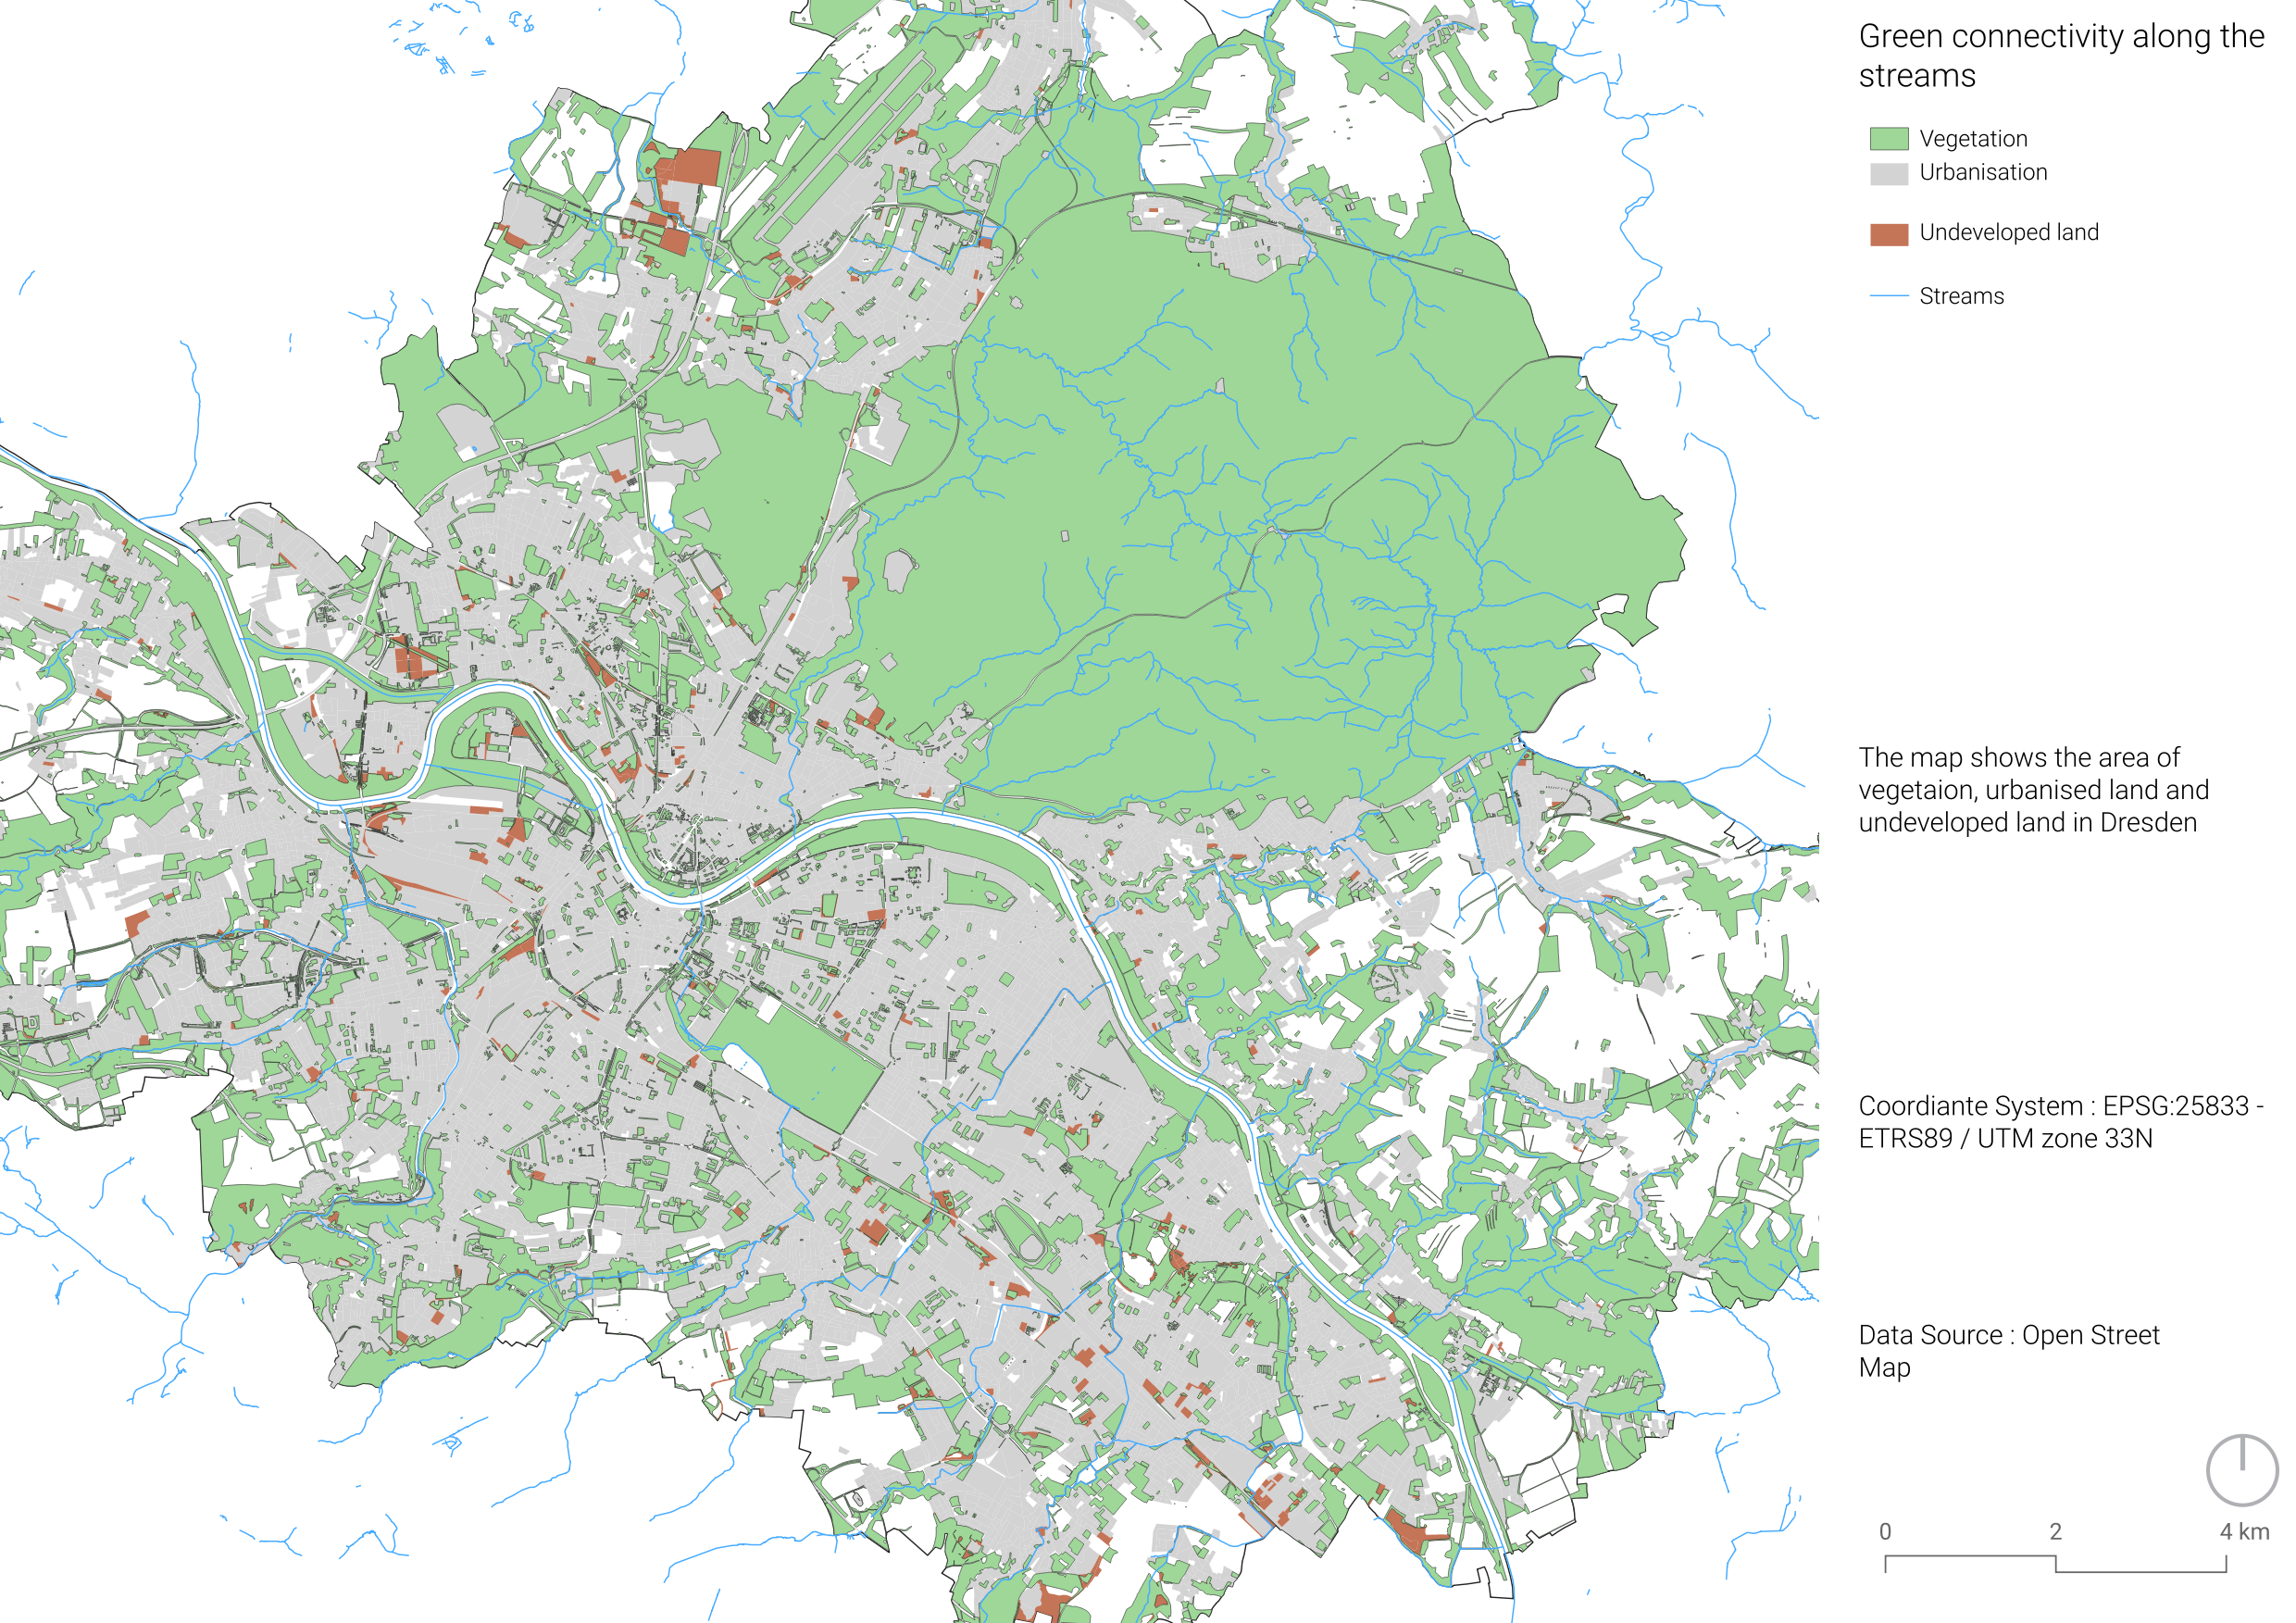 Green connectivity along the
streams
Vegetation
Urbanisation
Undeveloped land
Streams
The map shows the area of
vegetaion, urbanised land and
undeveloped land in Dresden
Coordiante System : EPSG:25833 -
ETRS89 / UTM zone 33N
Data Source : Open Street
Map
0 2 4 km